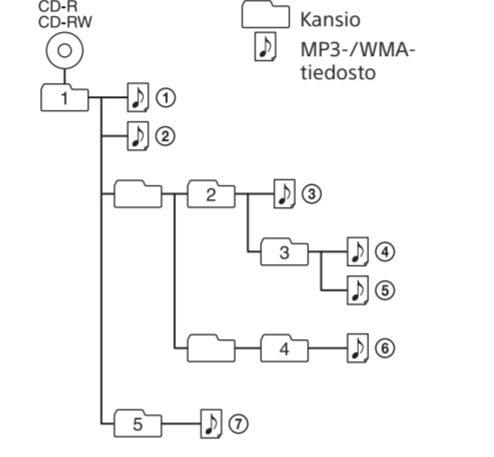 CD-R
CD-RW
Kansio
MP3-/WMA-
tiedosto
1 ①
②
2 ③
3 ④
⑤
4 ⑥
5 ⑦